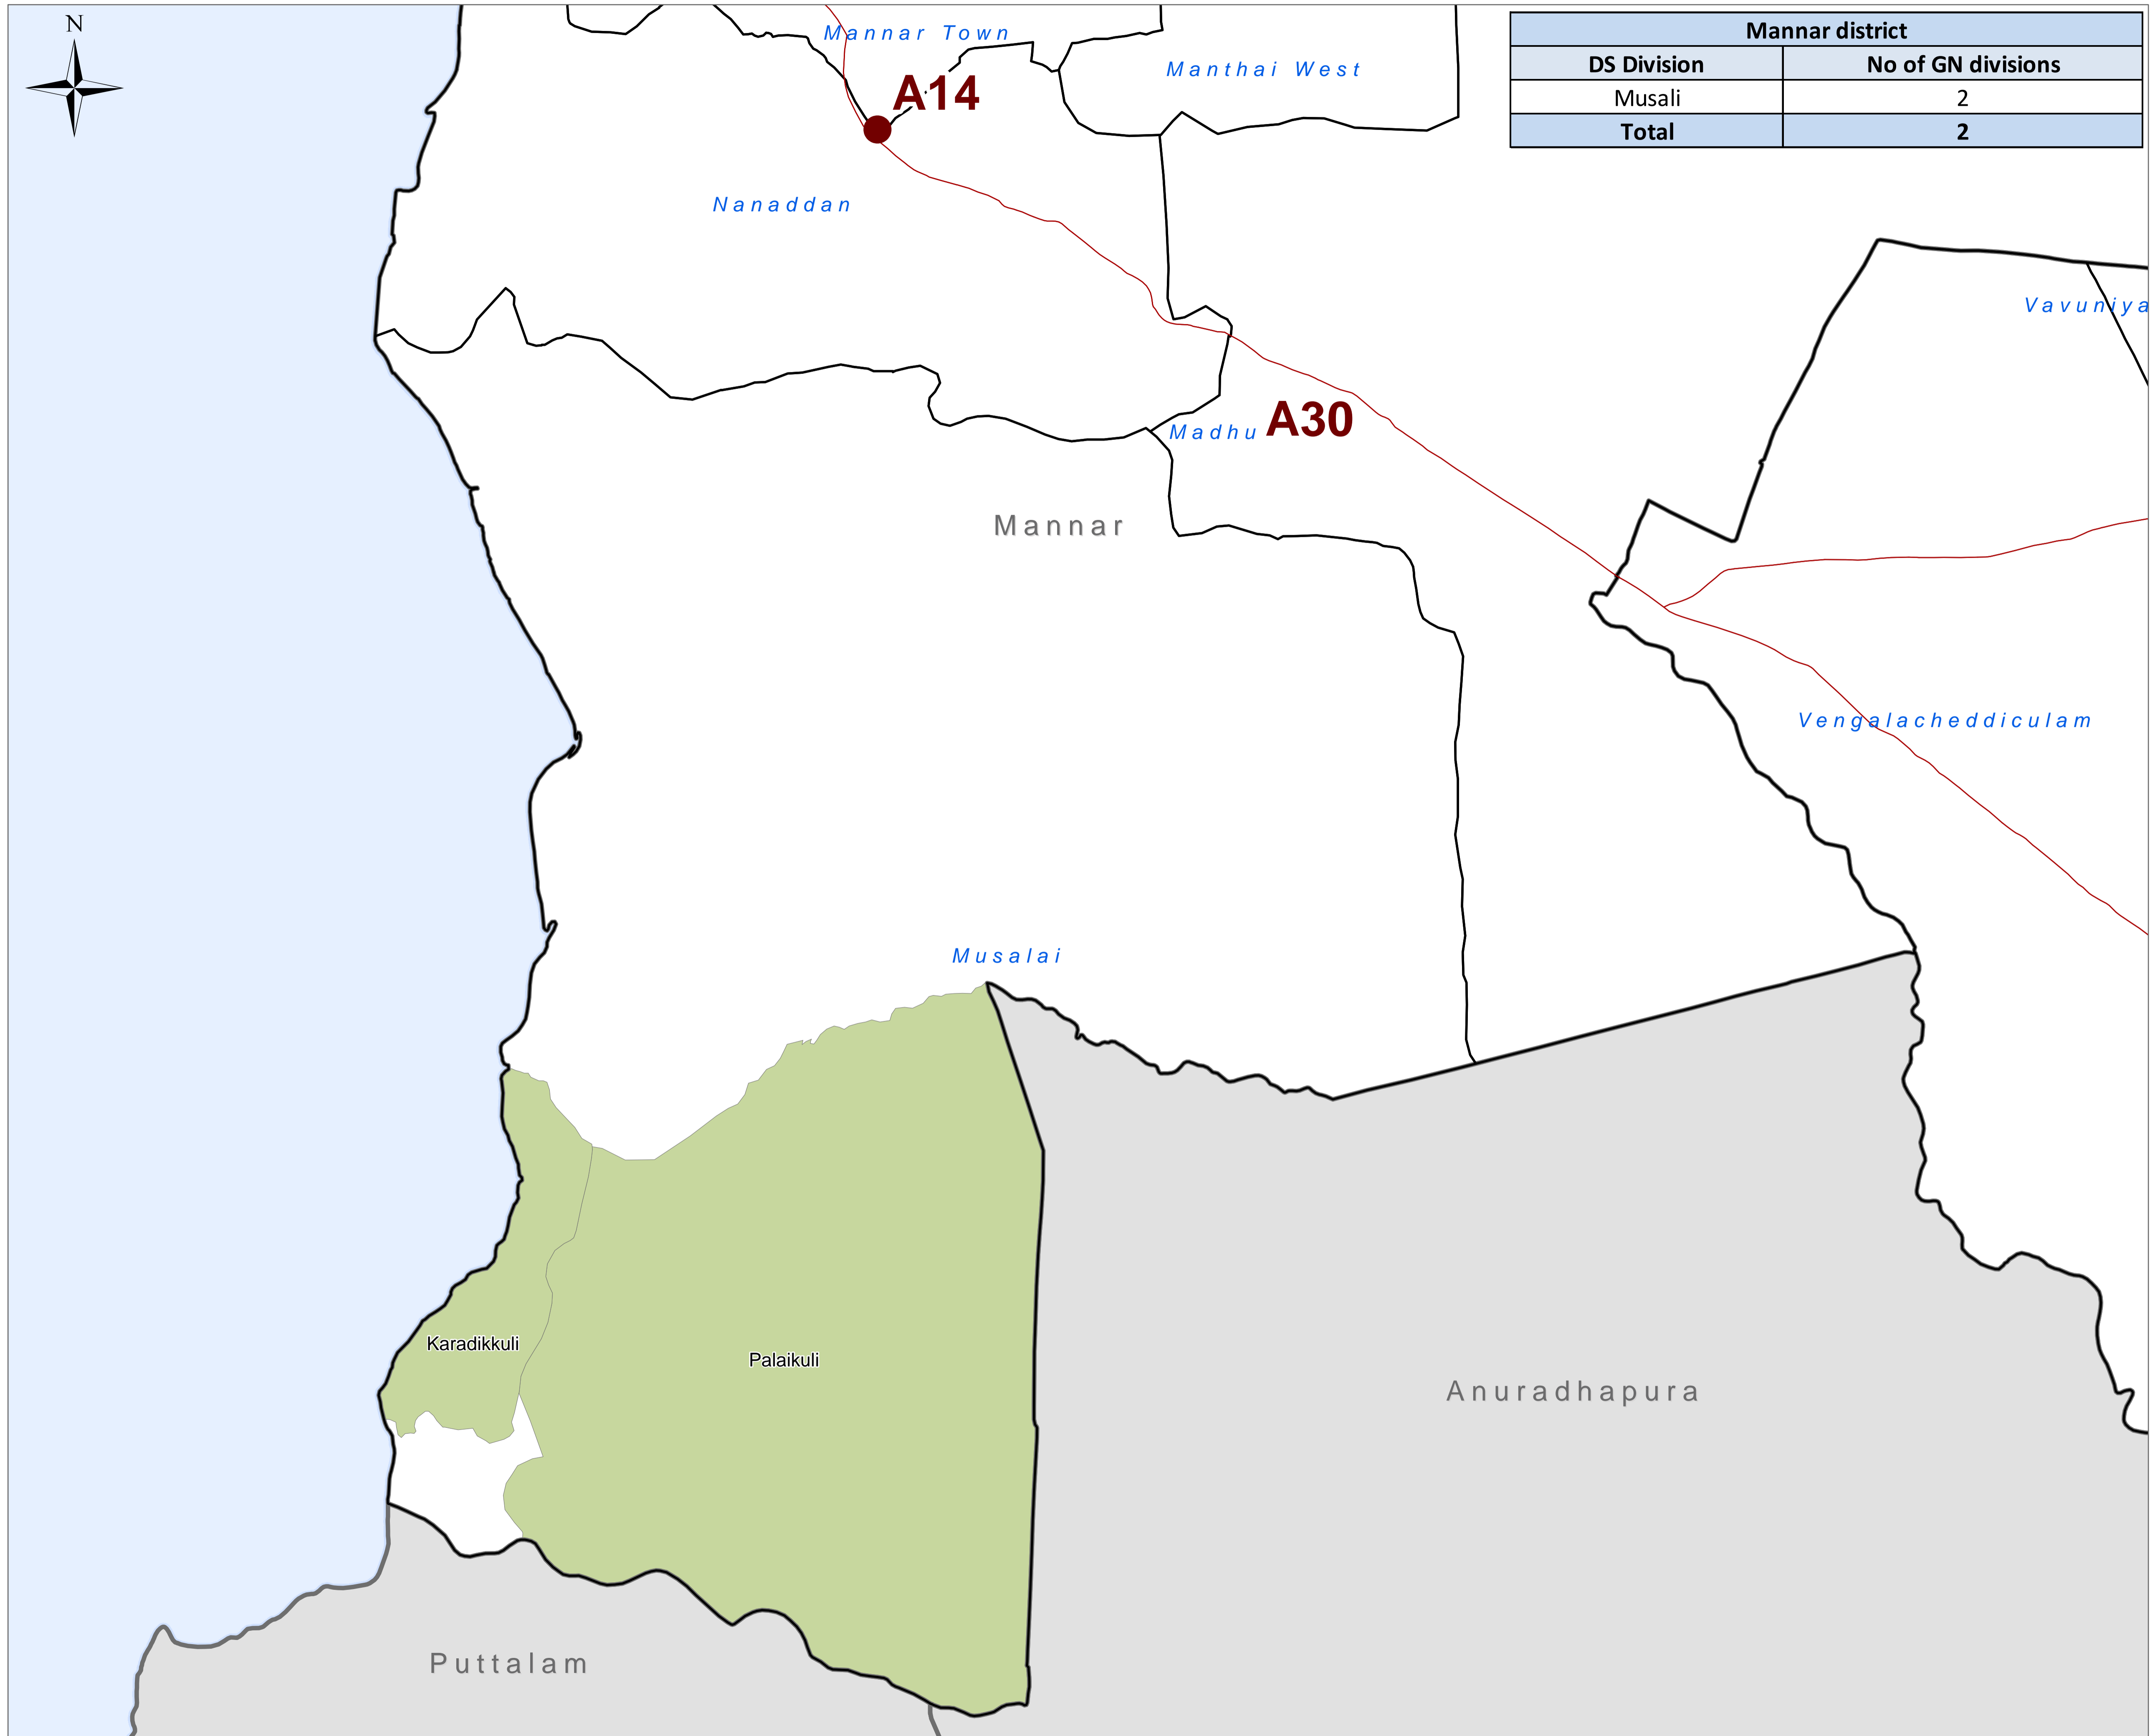 N
Mannar Town
Manthai West
Mannar district
DS Division No of GN divisions
Musali 2
Total 2
A14
Nanaddan
Vavuniya
Madhu
A30
Mannar
Vengalacheddiculam
Musalai
Karadikkuli
Palaikuli
Anuradhapura
Puttalam